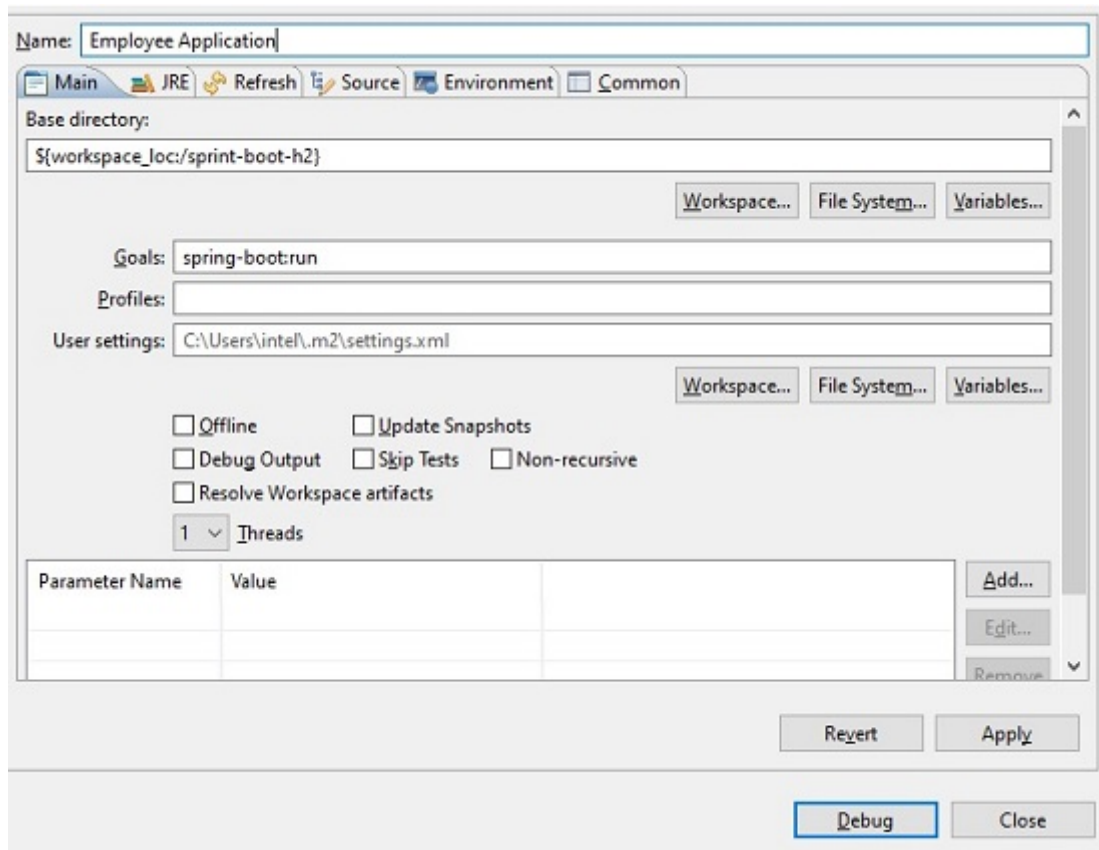 Name: Employee Application
Main JRE Refresh Source Environment Common
Base directory:
${workspace_loc:/sprint-boot-h2}
Workspace... File System... Variables...
Goals: spring-boot:run
Profiles:
User settings: C:\Users\intel\.m2\settings.xml
Workspace... File System... Variables...
Offline Update Snapshots
Debug Output Skip Tests Non-recursive
Resolve Workspace artifacts
1 Threads
Parameter Name Value Add...
Edit...
Remove
Revert Apply
Debug Close